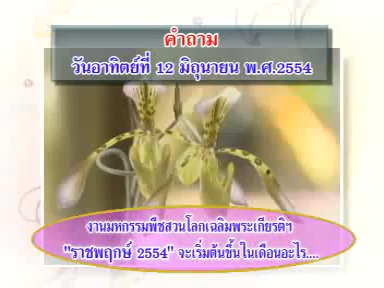 คำถาม
วันอาทิตย์ที่ 12 มิถุนายน พ.ศ.2554
งานมหกรรมพืชสวนโลกเฉลิมพระเกียรติฯ
"ราชพฤกษ์ 2554" จะเริ่มต้นขึ้นในเดือนอะไร....